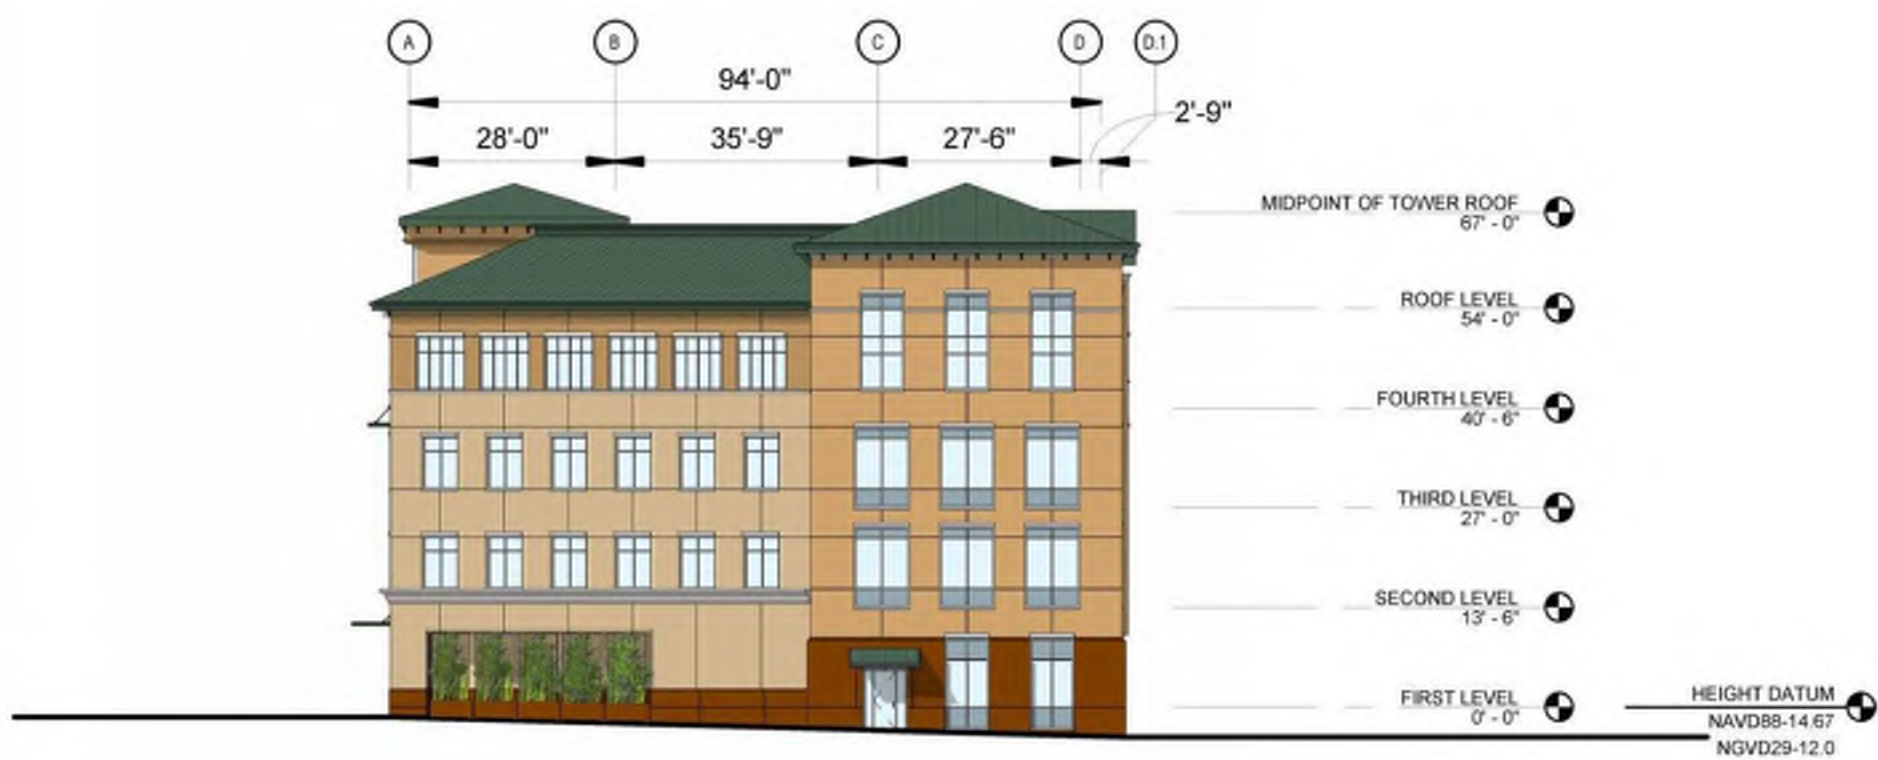 A B C D D.1
94'-0"
2'-9"
28'-0" 35'-9" 27'-6"
MIDPOINT OF TOWER ROOF
67' - 0"
ROOF LEVEL
54' - 0"
FOURTH LEVEL
40' - 6"
THIRD LEVEL
27' - 0"
SECOND LEVEL
13' - 6"
FIRST LEVEL
0' - 0"
HEIGHT DATUM
NAVD88-14.67
NGVD29-12.0